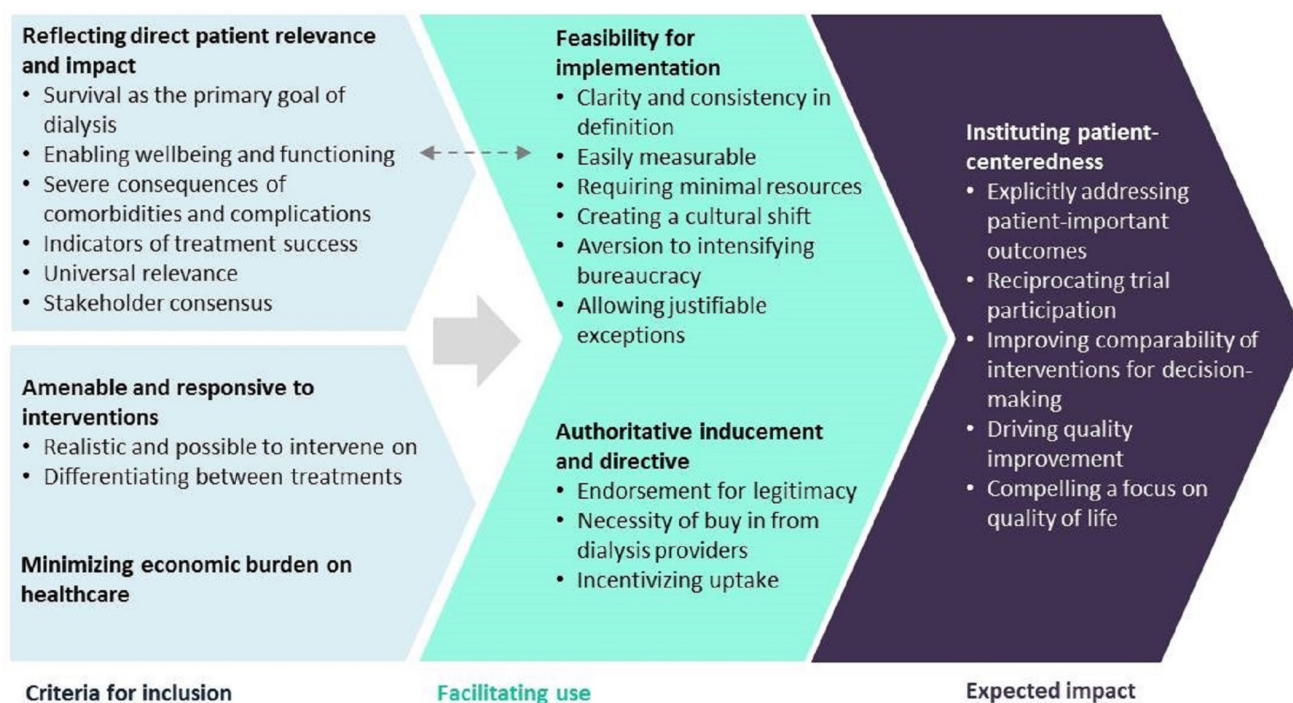 Reflecting direct patient relevance
and impact
• Survival as the primary goal of
dialysis
• Enabling wellbeing and functioning
• Severe consequences of
comorbidities and complications
• Indicators of treatment success
• Universal relevance
• Stakeholder consensus
Amenable and responsive to
interventions
• Realistic and possible to intervene on
• Differentiating between treatments
Minimizing economic burden on
healthcare
Criteria for inclusion
Feasibility for
implementation
• Clarity and consistency in
definition
• Easily measurable
• Requiring minimal resources
• Creating a cultural shift
• Aversion to intensifying
bureaucracy
• Allowing justifiable
exceptions
Authoritative inducement
and directive
• Endorsement for legitimacy
• Necessity of buy in from
dialysis providers
• Incentivizing uptake
Facilitating use
Instituting patient-
centeredness
• Explicitly addressing
patient-important
outcomes
• Reciprocating trial
participation
• Improving comparability of
interventions for decision-
making
• Driving quality
improvement
• Compelling a focus on
quality of life
Expected impact